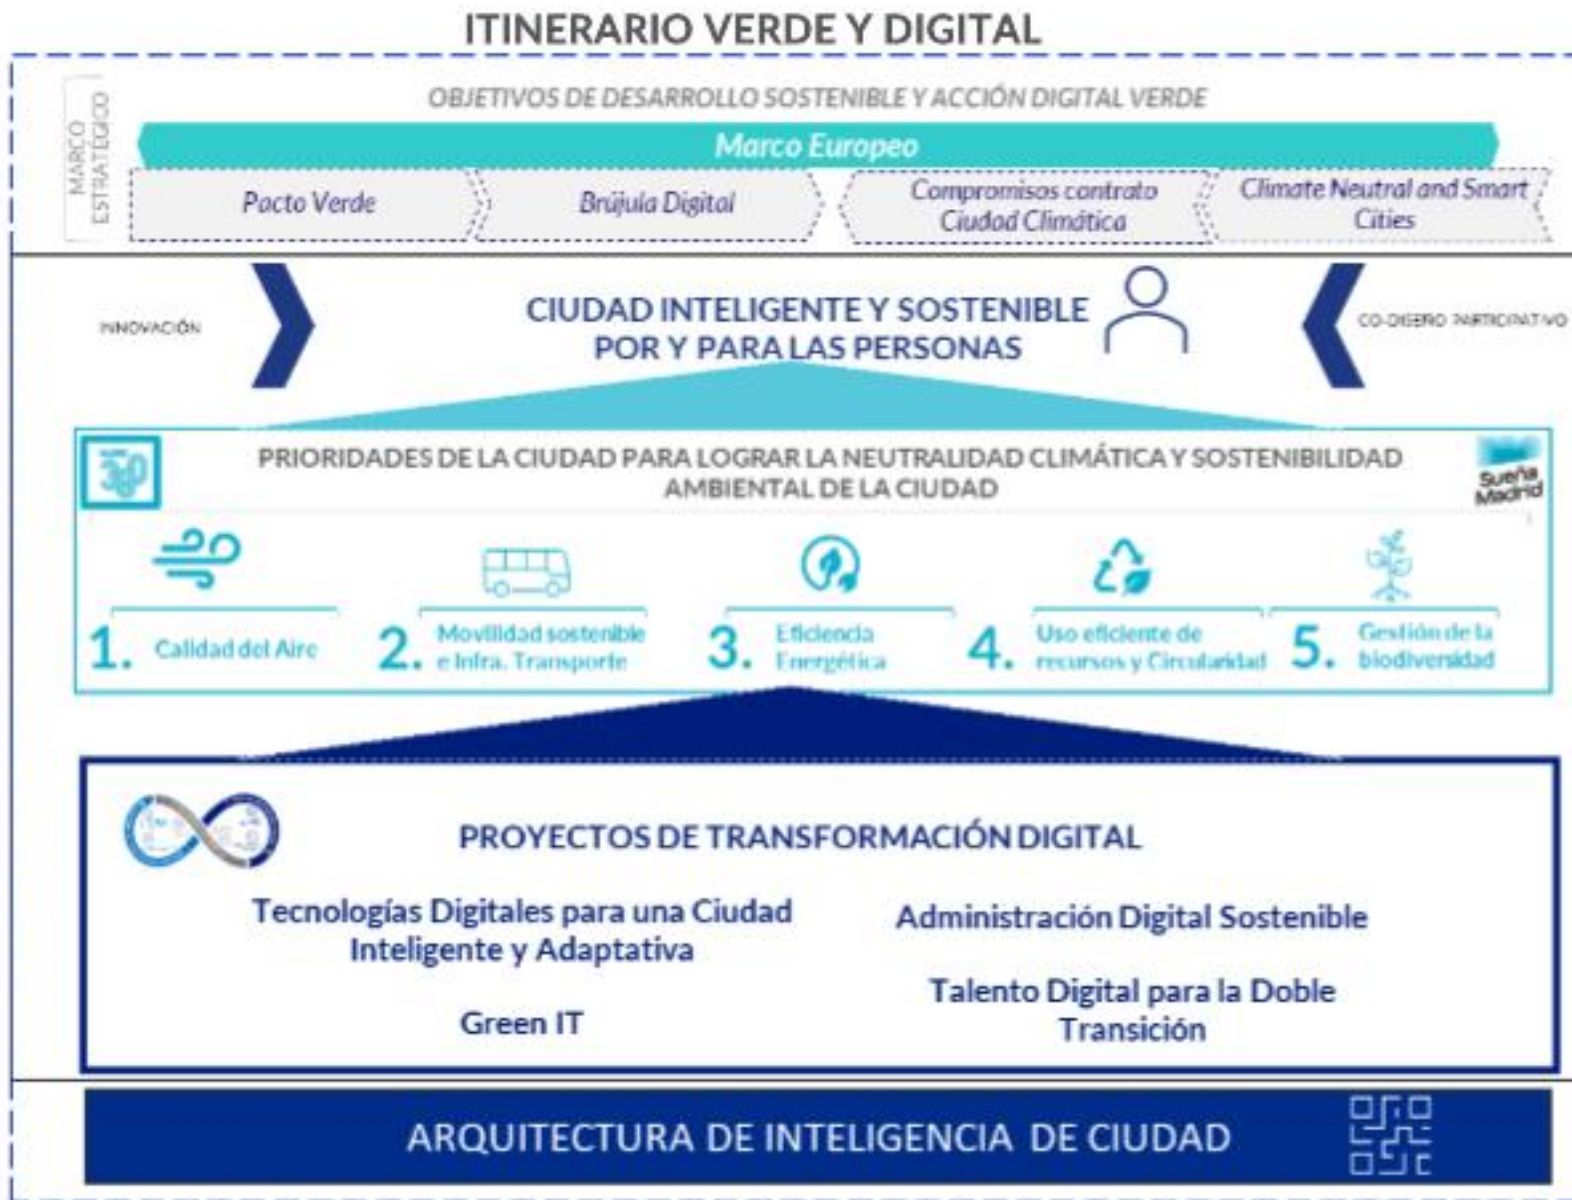 ITINERARIO VERDE Y DIGITAL
MARCO
ESTRATÉGICO
OBJETIVOS DE DESARROLLO SOSTENIBLE Y ACCIÓN DIGITAL VERDE
Marco Europeo
Pacto Verde
Brújula Digital
Compromisos contrato
Ciudad Climática
Climate Neutral and Smart
Cities
INNOVACIÓN
CIUDAD INTELIGENTE Y SOSTENIBLE
POR Y PARA LAS PERSONAS
CO-DISEÑO PARTICIPATIVO
360
PRIORIDADES DE LA CIUDAD PARA LOGRAR LA NEUTRALIDAD CLIMÁTICA Y SOSTENIBILIDAD
AMBIENTAL DE LA CIUDAD
Sueña
Madrid
1. Calidad del Aire
2. Movilidad sostenible
e Infra. Transporte
3. Eficiencia
Energética
4. Uso eficiente de
recursos y Circularidad
5. Gestión de la
biodiversidad
PROYECTOS DE TRANSFORMACIÓN DIGITAL
Tecnologías Digitales para una Ciudad
Inteligente y Adaptativa
Green IT
Administración Digital Sostenible
Talento Digital para la Doble
Transición
ARQUITECTURA DE INTELIGENCIA DE CIUDAD